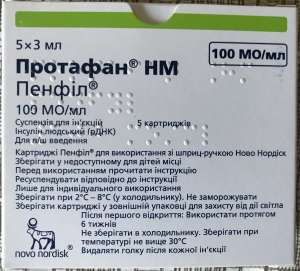 5×3 мл
100 МО/мл
Протафан® НМ
Пенфіл®
100 МО/мл
Суспензія для ін'єкцій
5 картриджів
Інсулін людський (рДНК)
Для п/ш введення
Картриджі Пенфіл® для використання зі шприц-ручкою Ново Нордіск
Зберігати у недоступному для дітей місці
Перед використанням прочитати інструкцію
Ресуспендувати відповідно до інструкції
Лише для індивідуального використання
Зберігати при 2°C – 8°C (у холодильнику). Не заморожувати
Зберігати картриджі у зовнішній упаковці для захисту від дії світла
Після першого відкриття: Використати протягом
6 тижнів
Не зберігати в холодильнику. Зберігати при
температурі не вище 30°C
Видаляти голку після кожної ін'єкції
novo nordisk®